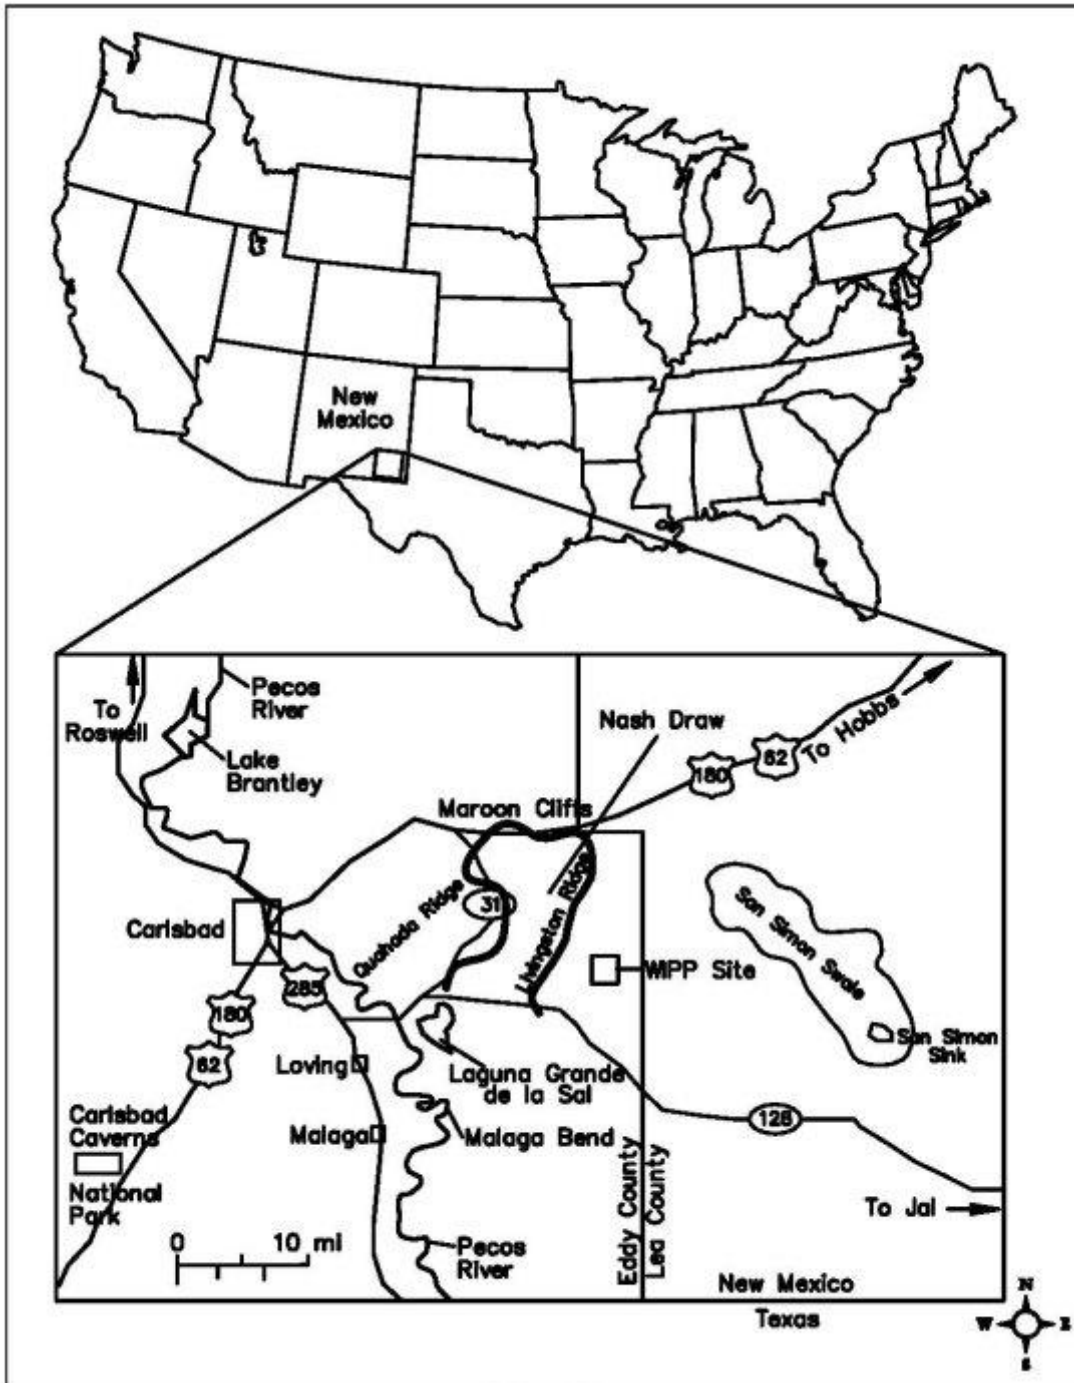 New
Mexico
To
Roswell
Pecos
River
Lake
Brantley
Nash Draw
To Hobbs
180
62
Maroon Cliffs
Quahada Ridge
31
Livingston Ridge
Carlsbad
285
180
62
WIPP Site
San Simon Swale
San Simon
Sink
Loving
Laguna Grande
de la Sal
Malaga
Malaga Bend
128
Carlsbad
Caverns
National
Park
To Jal
0 10 mi
Pecos
River
Eddy County
Lea County
New Mexico
Texas
N
W
E
S